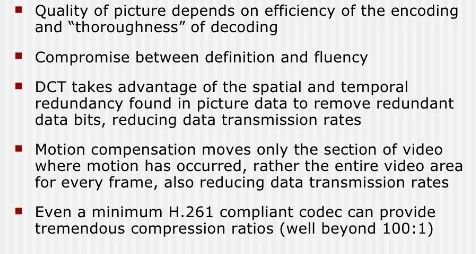 Quality of picture depends on efficiency of the encoding
and “thoroughness” of decoding
Compromise between definition and fluency
DCT takes advantage of the spatial and temporal
redundancy found in picture data to remove redundant
data bits, reducing data transmission rates
Motion compensation moves only the section of video
where motion has occurred, rather the entire video area
for every frame, also reducing data transmission rates
Even a minimum H.261 compliant codec can provide
tremendous compression ratios (well beyond 100:1)